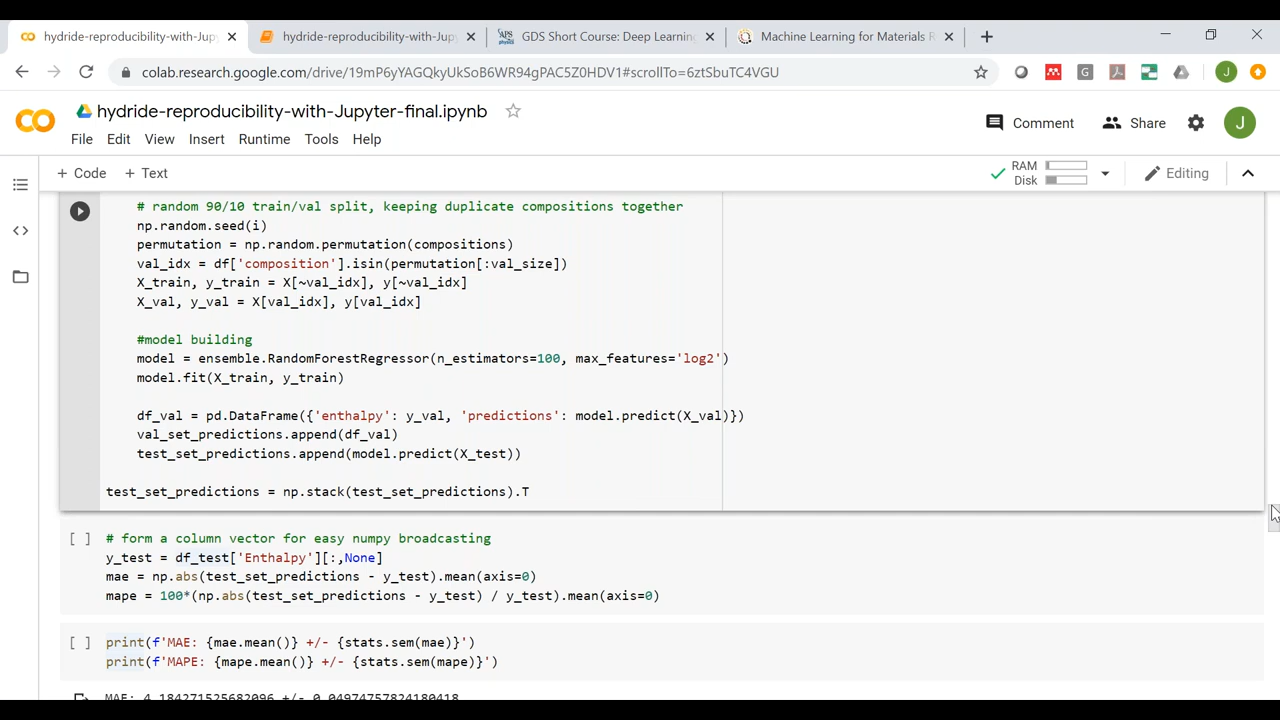 hydride-reproducibility-with-Jupy
hydride-reproducibility-with-Jupy
GDS Short Course: Deep Learning
Machine Learning for Materials R
colab.research.google.com/drive/19mP6yYAGQkyUkSoB6WR94gPAC5Z0HDV1#scrollTo=6ztSbuTC4VGU
J
hydride-reproducibility-with-Jupyter-final.ipynb
File Edit View Insert Runtime Tools Help
Comment Share J
+ Code + Text
RAM
Disk
Editing
# random 90/10 train/val split, keeping duplicate compositions together
np.random.seed(i)
permutation = np.random.permutation(compositions)
val_idx = df['composition'].isin(permutation[:val_size])
X_train, y_train = X[~val_idx], y[~val_idx]
X_val, y_val = X[val_idx], y[val_idx]
#model building
model = ensemble.RandomForestRegressor(n_estimators=100, max_features='log2')
model.fit(X_train, y_train)
df_val = pd.DataFrame({'enthalpy': y_val, 'predictions': model.predict(X_val)})
val_set_predictions.append(df_val)
test_set_predictions.append(model.predict(X_test))
test_set_predictions = np.stack(test_set_predictions).T
[ ] # form a column vector for easy numpy broadcasting
y_test = df_test['Enthalpy'][:,None]
mae = np.abs(test_set_predictions - y_test).mean(axis=0)
mape = 100*(np.abs(test_set_predictions - y_test) / y_test).mean(axis=0)
[ ] print(f'MAE: {mae.mean()} +/- {stats.sem(mae)}')
print(f'MAPE: {mape.mean()} +/- {stats.sem(mape)}')
MAE: 4.184271525682096 +/- 0.04974757824180418